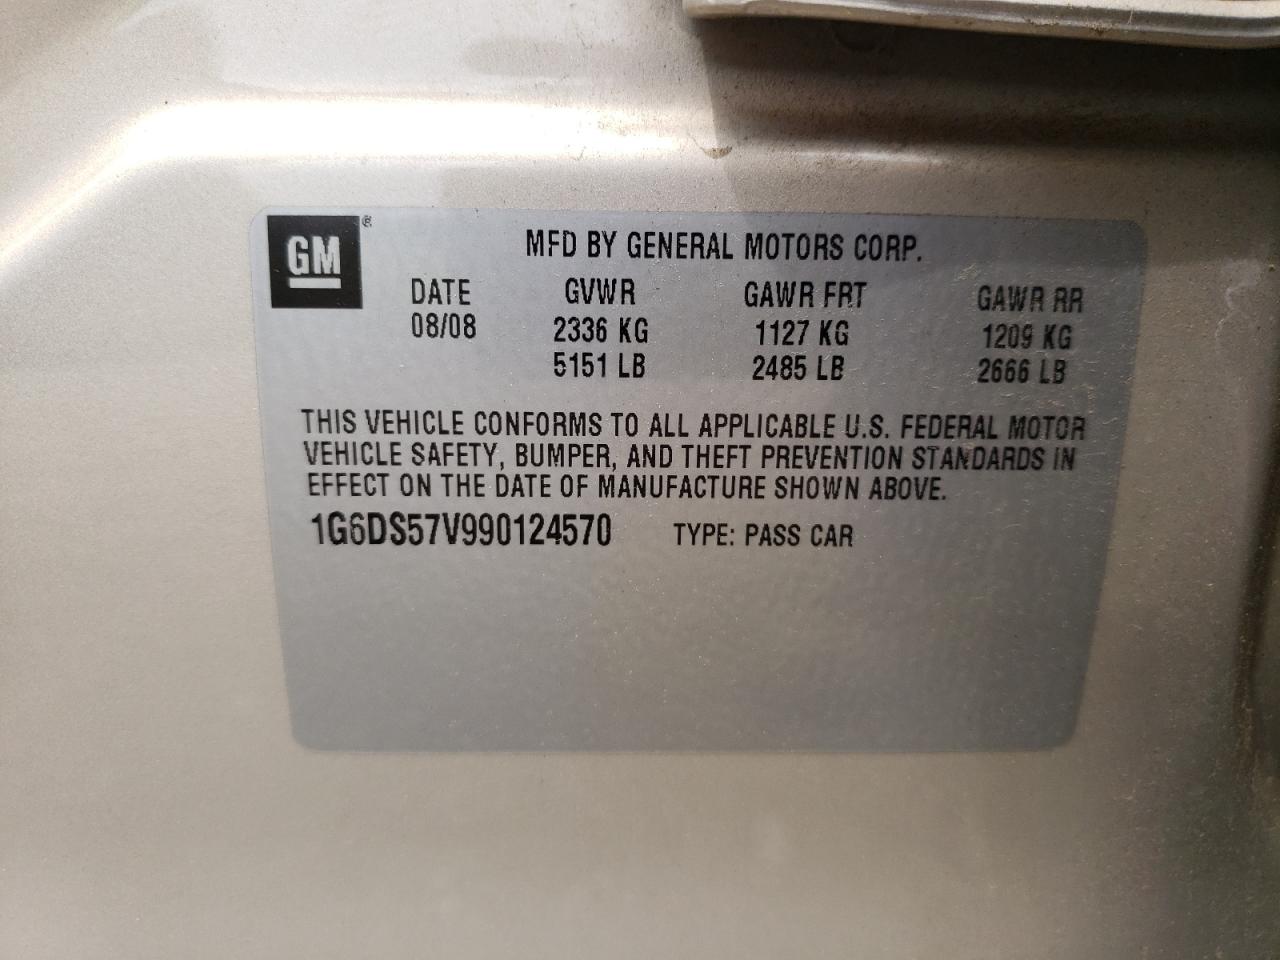 GM ®
MFD BY GENERAL MOTORS CORP.
DATE GVWR GAWR FRT GAWR RR
08/08 2336 KG 1127 KG 1209 KG
5151 LB 2485 LB 2666 LB
THIS VEHICLE CONFORMS TO ALL APPLICABLE U.S. FEDERAL MOTOR
VEHICLE SAFETY, BUMPER, AND THEFT PREVENTION STANDARDS IN
EFFECT ON THE DATE OF MANUFACTURE SHOWN ABOVE.
1G6DS57V990124570 TYPE: PASS CAR